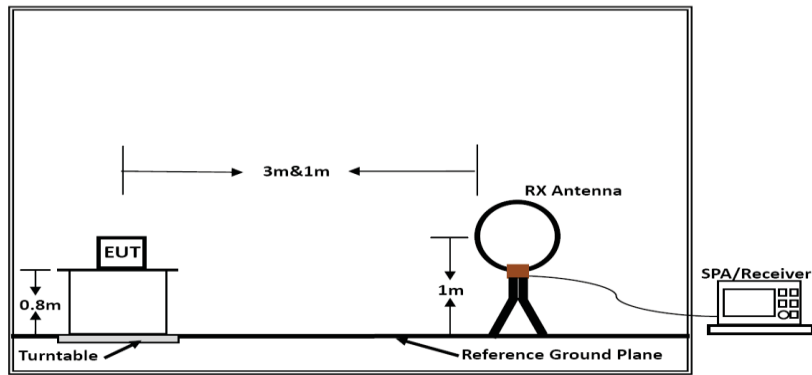 3m&1m
RX Antenna
EUT
SPA/Receiver
0.8m
1m
Turntable
Reference Ground Plane